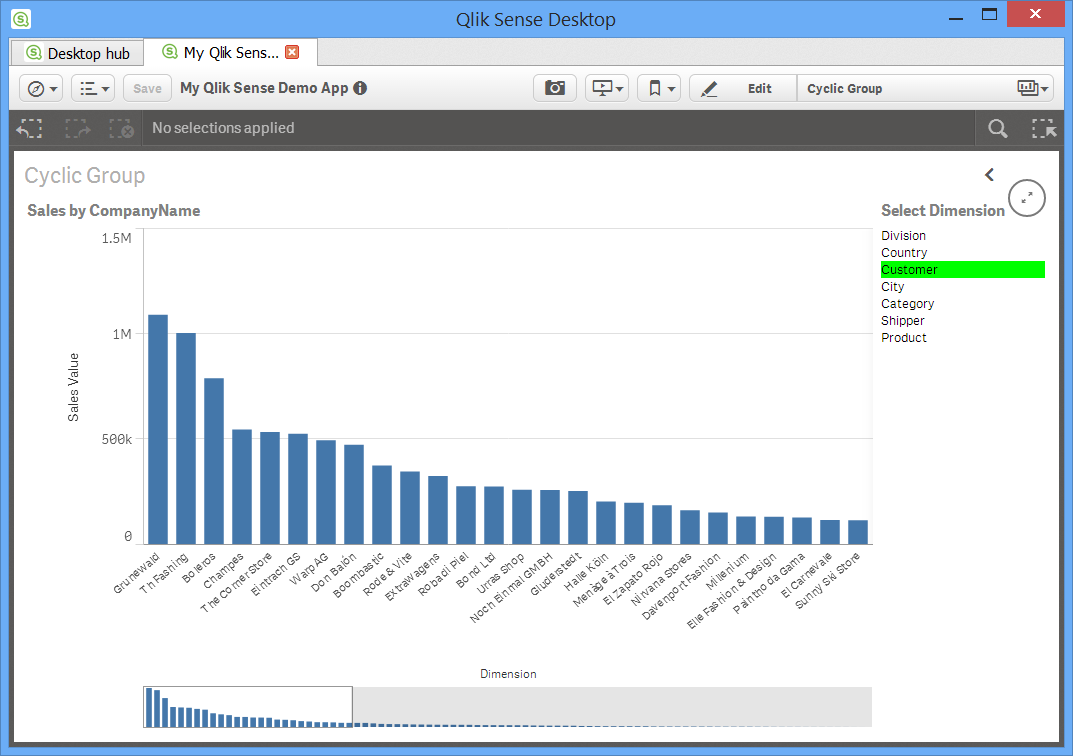 Qlik Sense Desktop
Desktop hub
My Qlik Sens...
Save
My Qlik Sense Demo App
Edit
Cyclic Group
No selections applied
Cyclic Group
Sales by CompanyName
Select Dimension
Division
Country
Customer
City
Category
Shipper
Product
1.5M
1M
500k
0
Sales Value
Grunewald
Th Fashing
Boleros
Champes
The Corner Store
Eintrach GS
Warp AG
Don Balón
Boombastic
Rode & Vite
Extrawagens
Robadi Piel
Bond Ltd
Urras Shop
Noch Einmal GMBH
Gluderstedt
Halle Köln
Menàge à Trois
El Zapato Rojo
Nirvana Stores
Davenport Fashion
Millenium
Elle Fashion & Design
Paintho da Gama
El Carnevale
Sunny Ski Store
Dimension